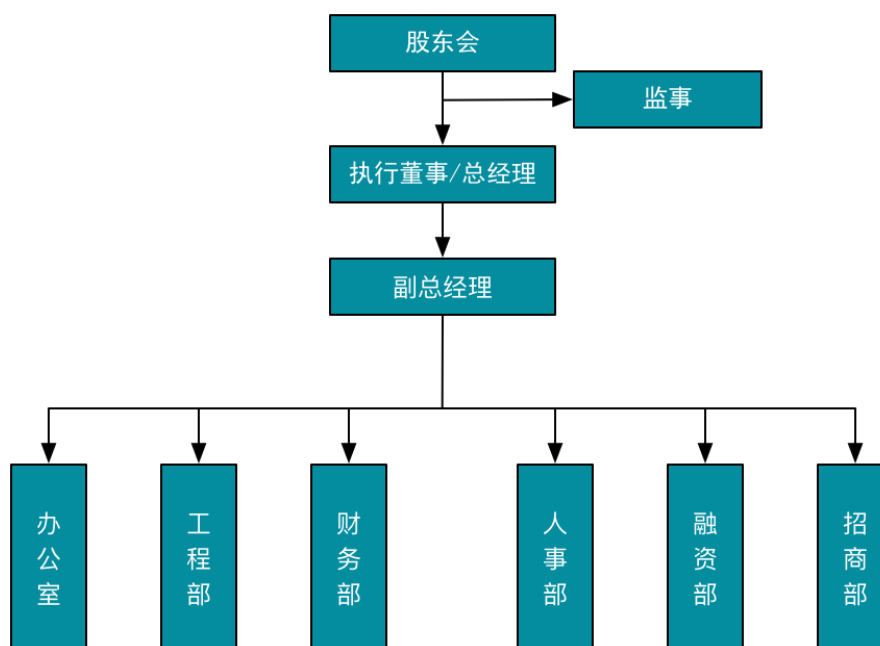 股东会
监事
执行董事/总经理
副总经理
办公室
工程部
财务部
人事部
融资部
招商部